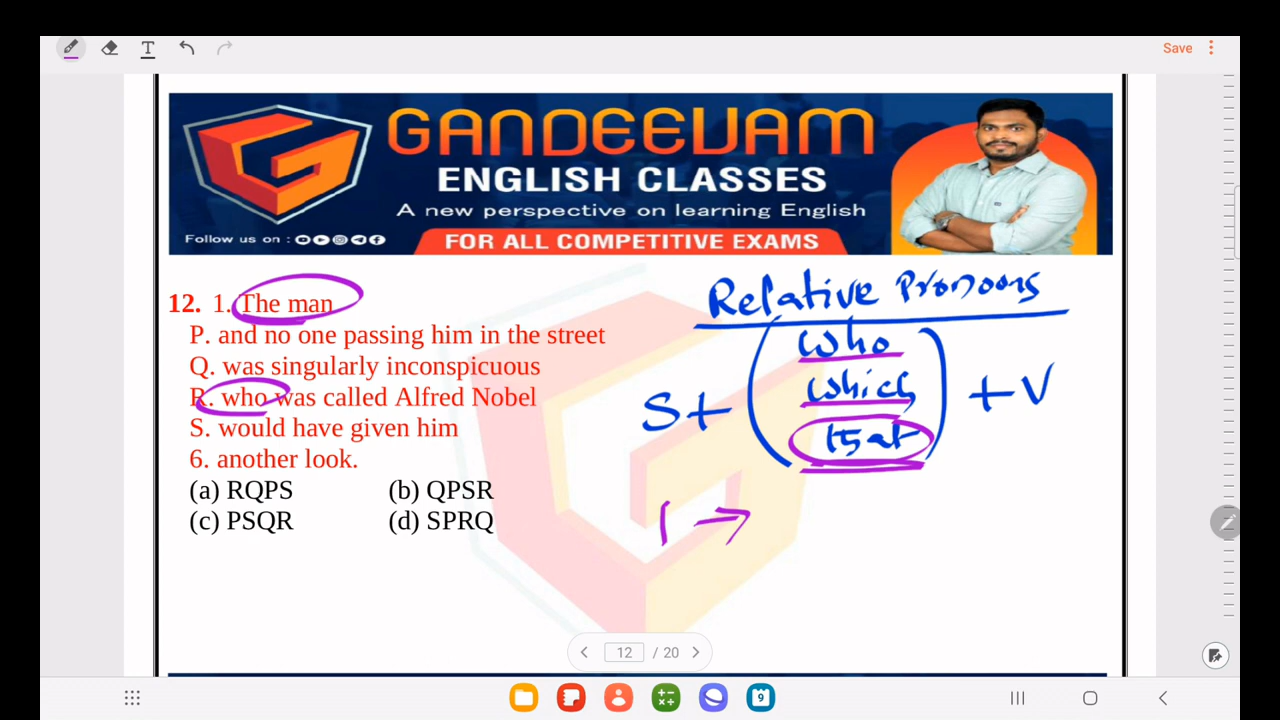 Save
GANDEEVAM
ENGLISH CLASSES
A new perspective on learning English
Follow us on :
FOR ALL COMPETITIVE EXAMS
12. 1. The man
P. and no one passing him in the street
Q. was singularly inconspicuous
R. who was called Alfred Nobel
S. would have given him
6. another look.
(a) RQPS (b) QPSR
(c) PSQR (d) SPRQ
Relative Pronouns
who
S+ which +V
that
1 →
12 / 20
9